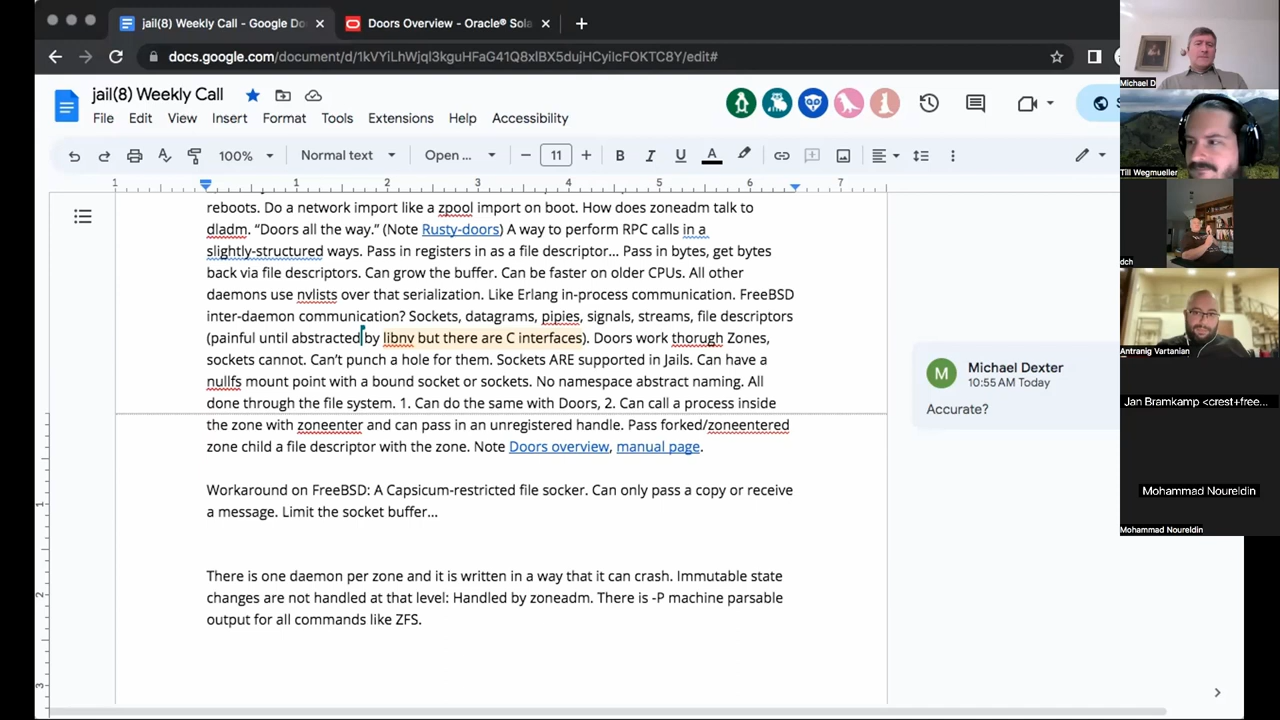 jail(8) Weekly Call - Google Do
Doors Overview - Oracle® Sola
docs.google.com/document/d/1kVYiLhWjql3kguHFaG41Q8xIBX5dujHCyilcFOKTC8Y/edit#
jail(8) Weekly Call
File Edit View Insert Format Tools Extensions Help Accessibility
100% Normal text Open ... 11
1 1 2 3 4 5 6 7
reboots. Do a network import like a zpool import on boot. How does zoneadm talk to
dladm. “Doors all the way.” (Note Rusty-doors) A way to perform RPC calls in a
slightly-structured ways. Pass in registers in as a file descriptor... Pass in bytes, get bytes
back via file descriptors. Can grow the buffer. Can be faster on older CPUs. All other
daemons use nvlists over that serialization. Like Erlang in-process communication. FreeBSD
inter-daemon communication? Sockets, datagrams, pipies, signals, streams, file descriptors
(painful until abstracted by libnv but there are C interfaces). Doors work thorugh Zones,
sockets cannot. Can’t punch a hole for them. Sockets ARE supported in Jails. Can have a
nullfs mount point with a bound socket or sockets. No namespace abstract naming. All
done through the file system. 1. Can do the same with Doors, 2. Can call a process inside
the zone with zoneenter and can pass in an unregistered handle. Pass forked/zoneentered
zone child a file descriptor with the zone. Note Doors overview, manual page.
Workaround on FreeBSD: A Capsicum-restricted file socker. Can only pass a copy or receive
a message. Limit the socket buffer...
There is one daemon per zone and it is written in a way that it can crash. Immutable state
changes are not handled at that level: Handled by zoneadm. There is -P machine parsable
output for all commands like ZFS.
1
2
3
M
Michael Dexter
10:55 AM Today
Accurate?
Michael D
Till Wegmueller
dch
Antranig Vartanian
Jan Bramkamp <crest+free...
Mohammad Noureldin
Mohammad Noureldin